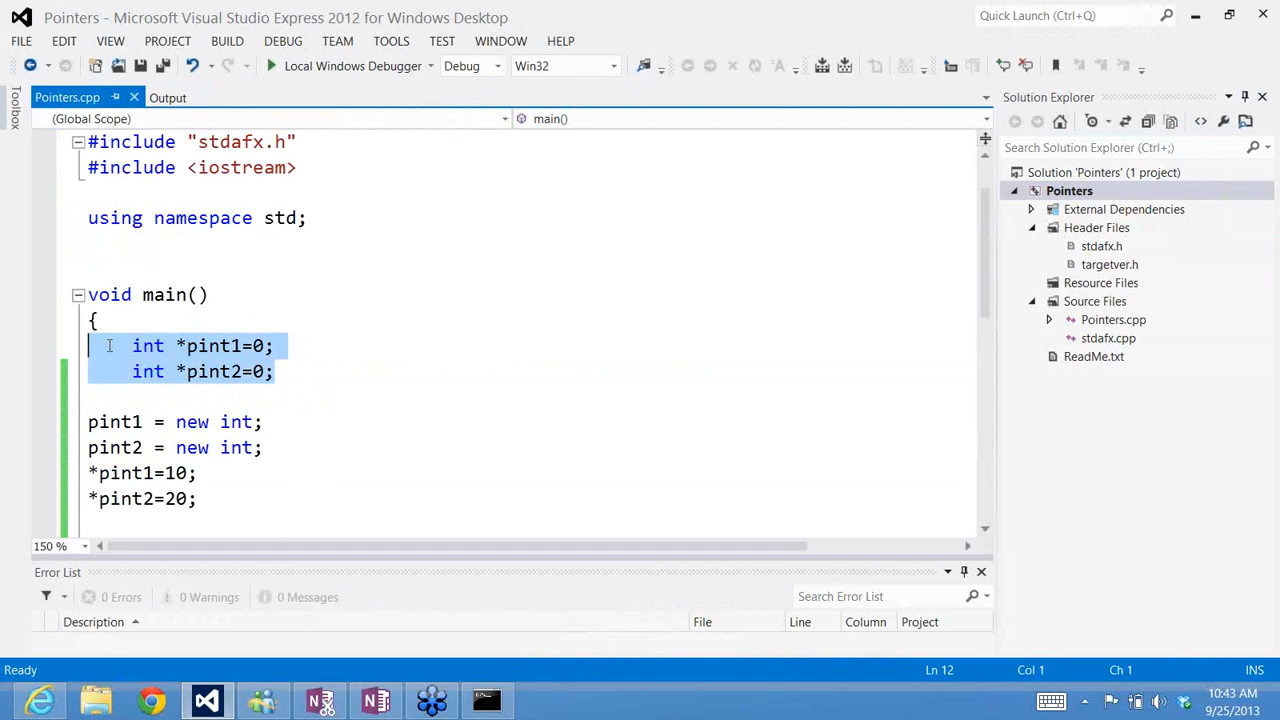 Pointers - Microsoft Visual Studio Express 2012 for Windows Desktop
Quick Launch (Ctrl+Q)
FILE EDIT VIEW PROJECT BUILD DEBUG TEAM TOOLS TEST WINDOW HELP
Local Windows Debugger Debug Win32
Toolbox
Pointers.cpp Output
(Global Scope) main()
#include "stdafx.h"
#include <iostream>
using namespace std;
void main()
{
int *pint1=0;
int *pint2=0;
pint1 = new int;
pint2 = new int;
*pint1=10;
*pint2=20;
150 %
Solution Explorer
Search Solution Explorer (Ctrl+;)
Solution 'Pointers' (1 project)
Pointers
External Dependencies
Header Files
stdafx.h
targetver.h
Resource Files
Source Files
Pointers.cpp
stdafx.cpp
ReadMe.txt
Error List
0 Errors 0 Warnings 0 Messages
Search Error List
Description File Line Column Project
Ready Ln 12 Col 1 Ch 1 INS
10:43 AM
9/25/2013